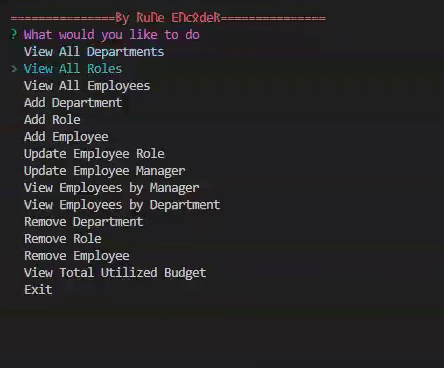 ===============By RuNe ENcOdeR===============
? What would you like to do
View All Departments
> View All Roles
View All Employees
Add Department
Add Role
Add Employee
Update Employee Role
Update Employee Manager
View Employees by Manager
View Employees by Department
Remove Department
Remove Role
Remove Employee
View Total Utilized Budget
Exit